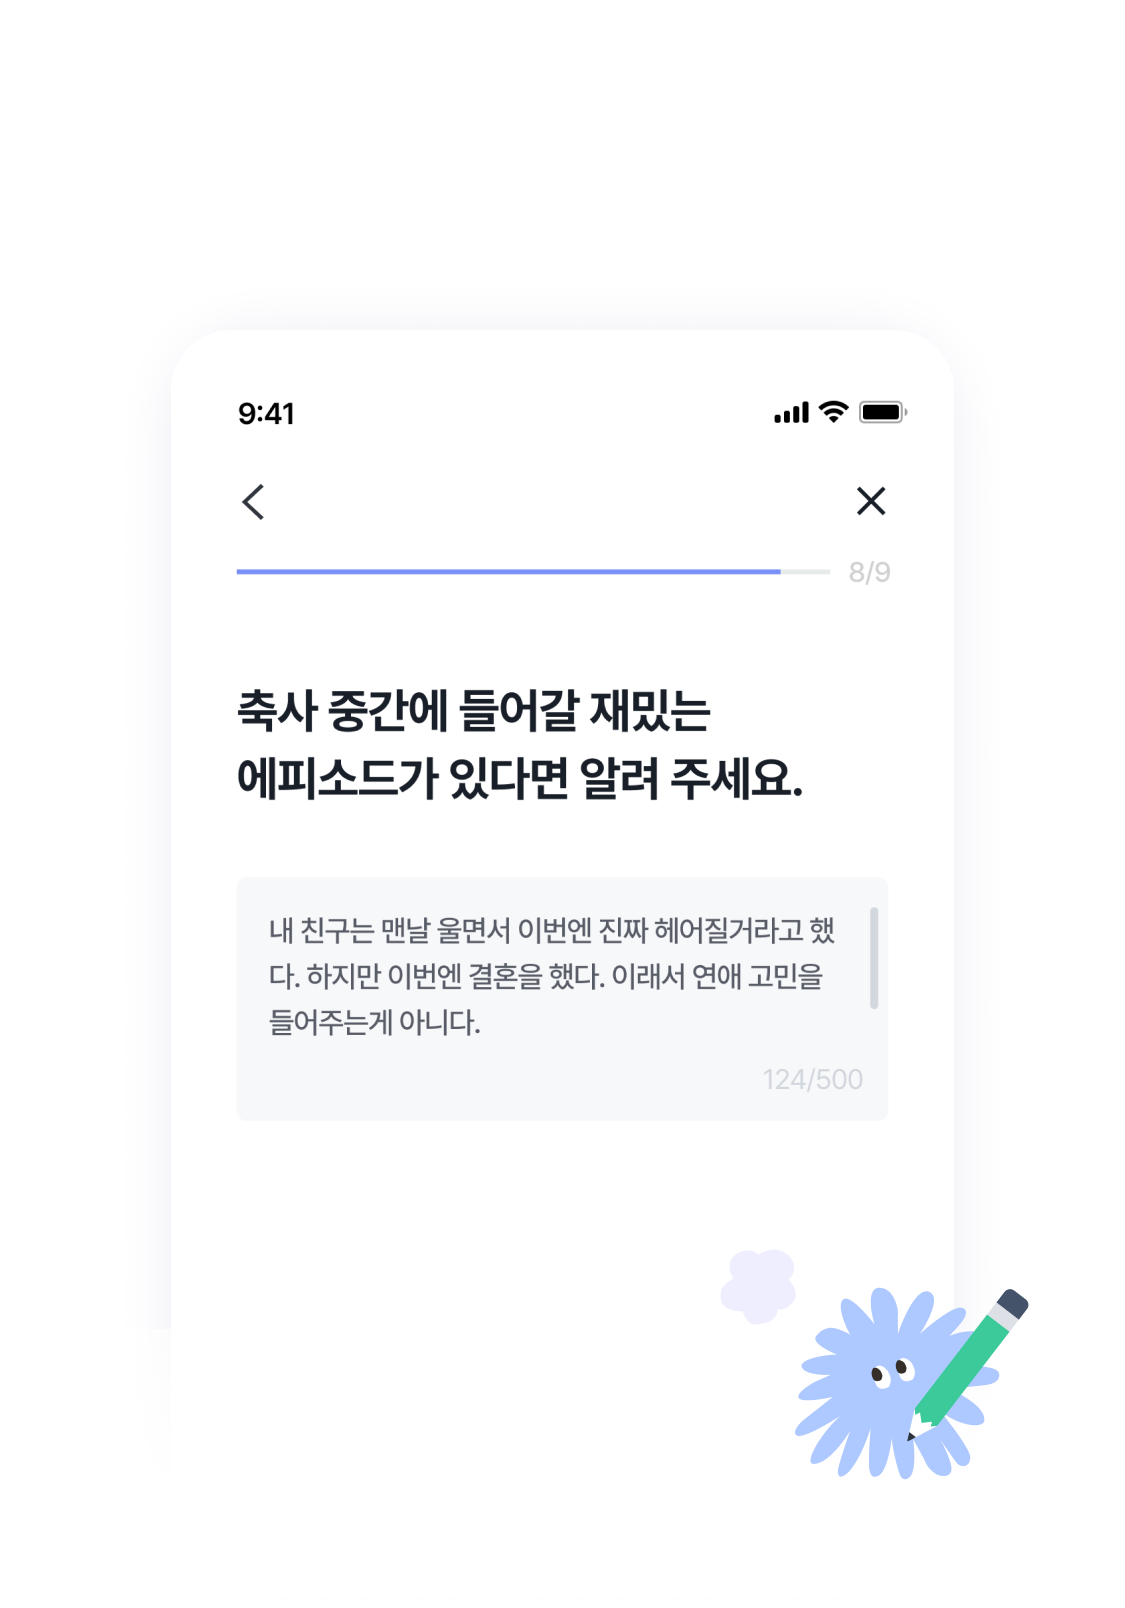 9:41
8/9
축사 중간에 들어갈 재밌는
에피소드가 있다면 알려 주세요.
내 친구는 맨날 울면서 이번엔 진짜 헤어질거라고 했
다. 하지만 이번엔 결혼을 했다. 이래서 연애 고민을
들어주는게 아니다.
124/500